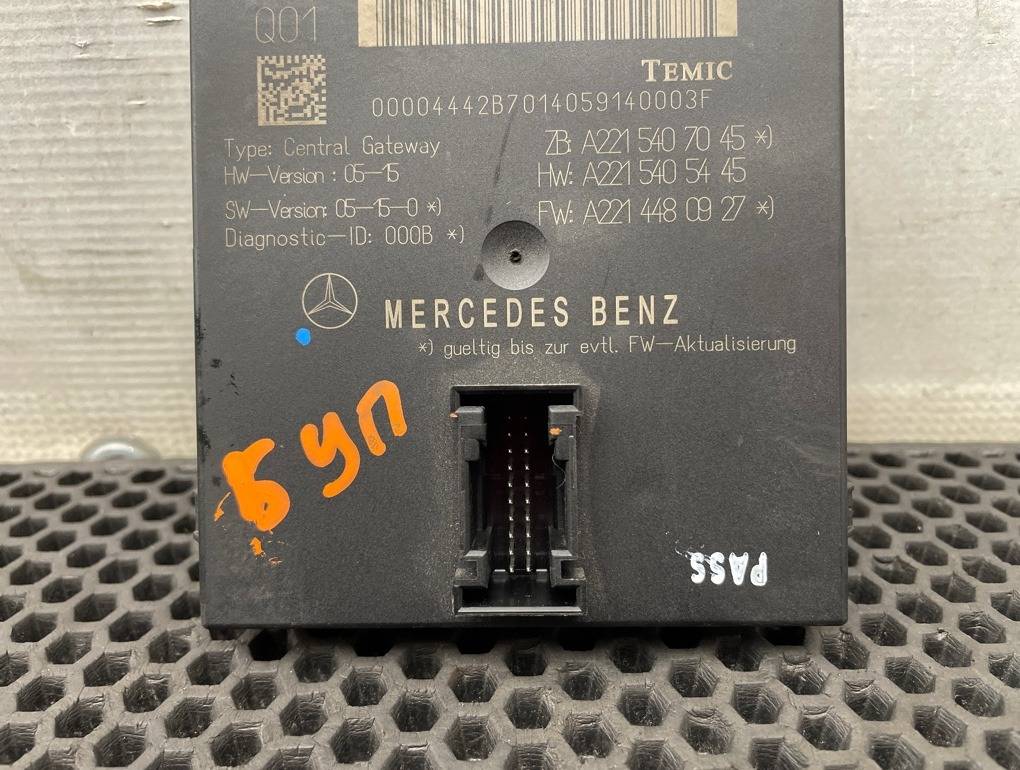 Q01
TEMIC
00004442B7014059140003F
Type: Central Gateway
ZB: A221 540 70 45 *)
HW-Version : 05-15
HW: A221 540 54 45
SW-Version: 05-15-0 *)
FW: A221 448 09 27 *)
Diagnostic-ID: 000B *)
MERCEDES BENZ
*) gueltig bis zur evtl. FW-Aktualisierung
Буп
PASS